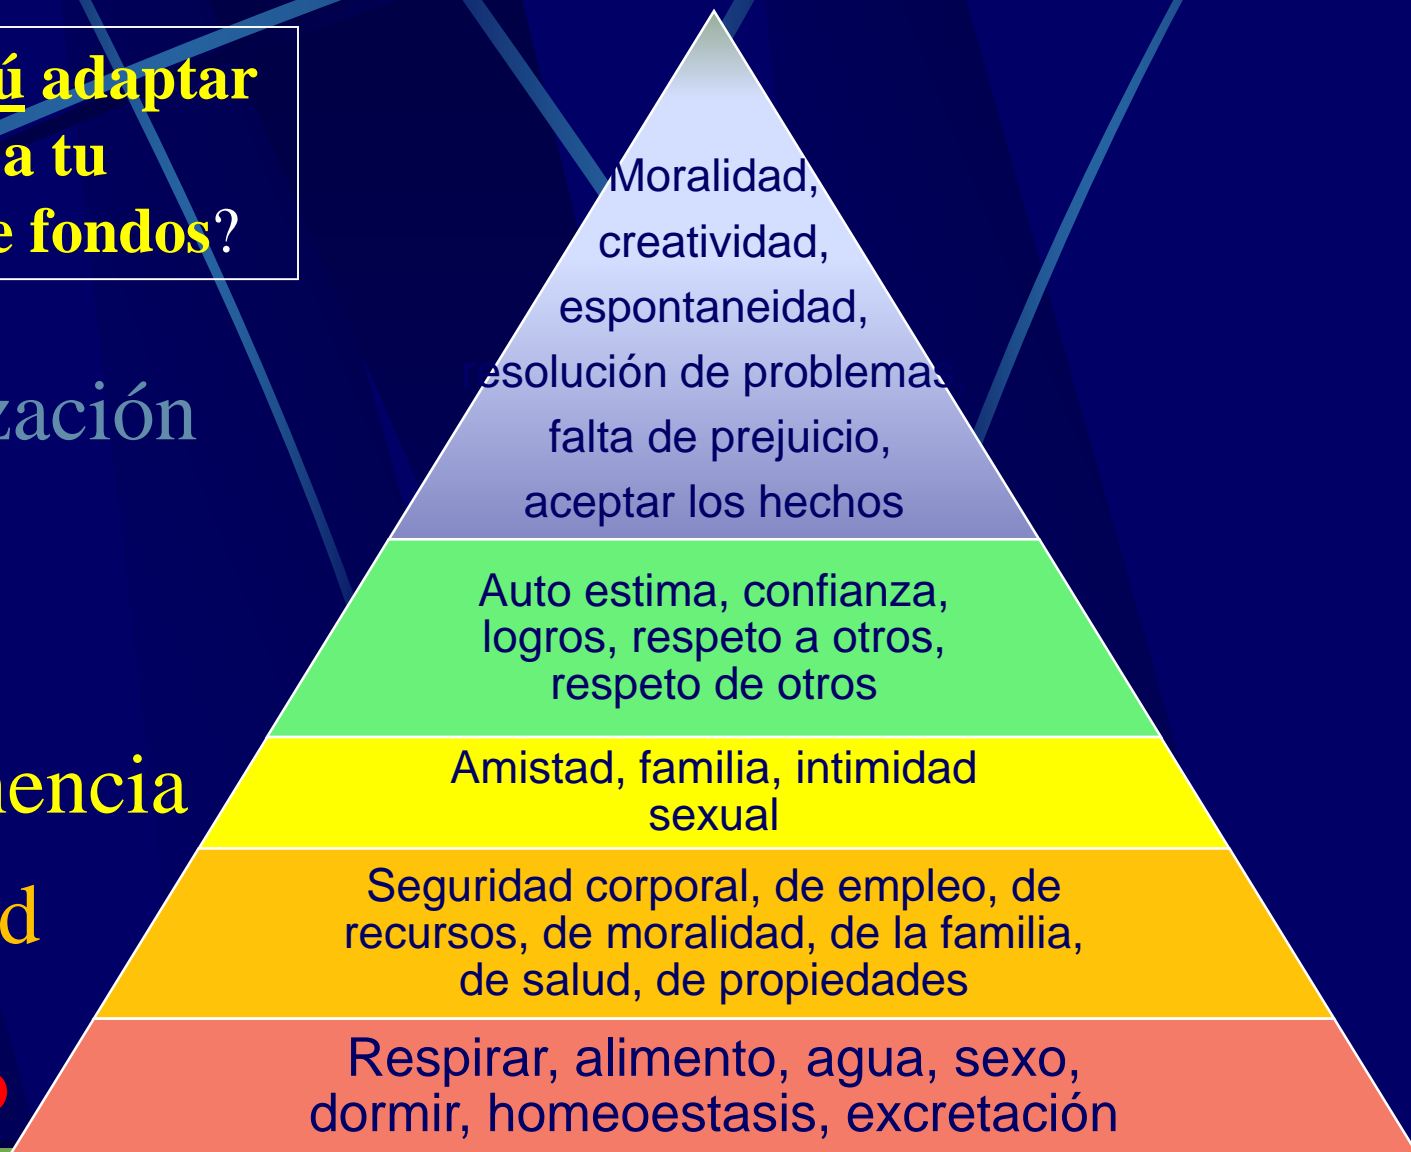 ú adaptar
a tu
e fondos?
Moralidad,
creatividad,
espontaneidad,
resolución de problemas,
falta de prejuicio,
aceptar los hechos
zación
Auto estima, confianza,
logros, respeto a otros,
respeto de otros
nencia
Amistad, familia, intimidad
sexual
d
Seguridad corporal, de empleo, de
recursos, de moralidad, de la familia,
de salud, de propiedades
Respirar, alimento, agua, sexo,
dormir, homeoestasis, excretación